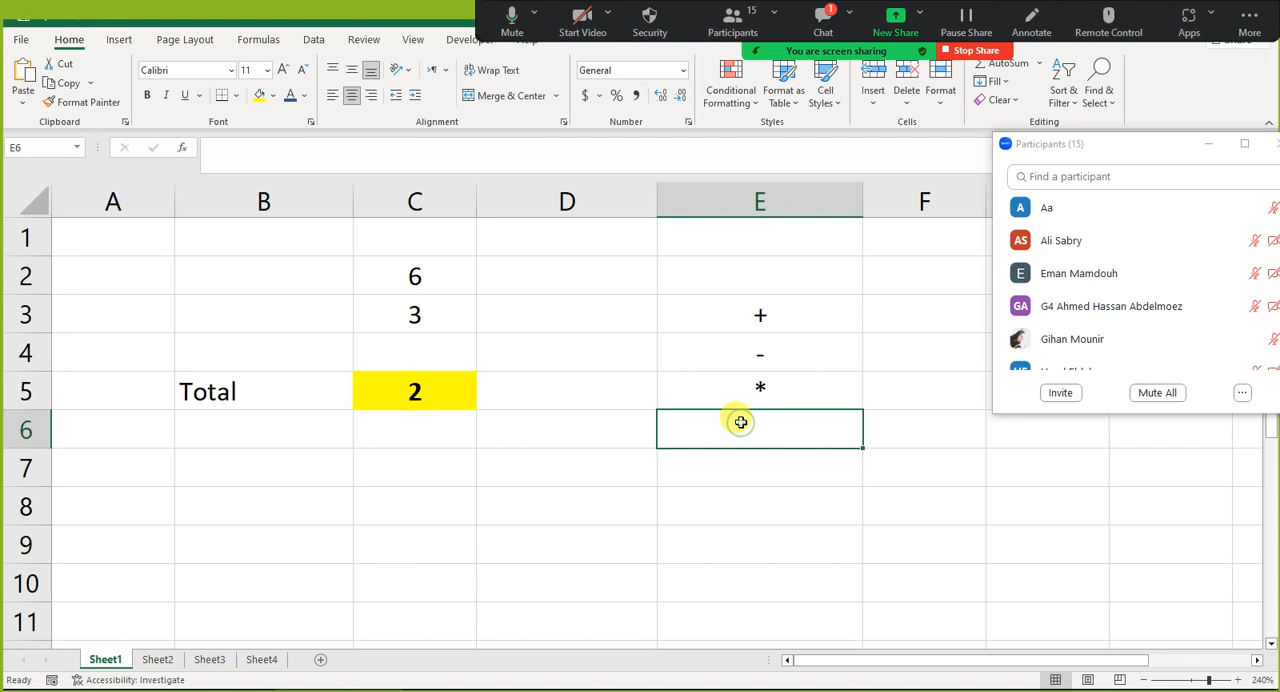 15
1
Mute
Start Video
Security
Participants
Chat
New Share
Pause Share
Annotate
Remote Control
Apps
More
You are screen sharing
Stop Share
File
Home
Insert
Page Layout
Formulas
Data
Review
View
Paste
Cut
Copy
Format Painter
Clipboard
Calibri
11
B I U
Font
Wrap Text
Merge & Center
Alignment
General
$ % ,
Number
Conditional
Formatting
Format as
Table
Cell
Styles
Styles
Insert
Delete
Format
Cells
AutoSum
Fill
Clear
Sort &
Filter
Find &
Select
Editing
E6
fx
A B C D E F
1
2 6
3 3 +
4 -
5 Total 2 *
6
7
8
9
10
11
Participants (15)
Find a participant
A Aa
AS Ali Sabry
E Eman Mamdouh
GA G4 Ahmed Hassan Abdelmoez
Gihan Mounir
Invite
Mute All
...
Sheet1
Sheet2
Sheet3
Sheet4
Ready
Accessibility: Investigate
240%